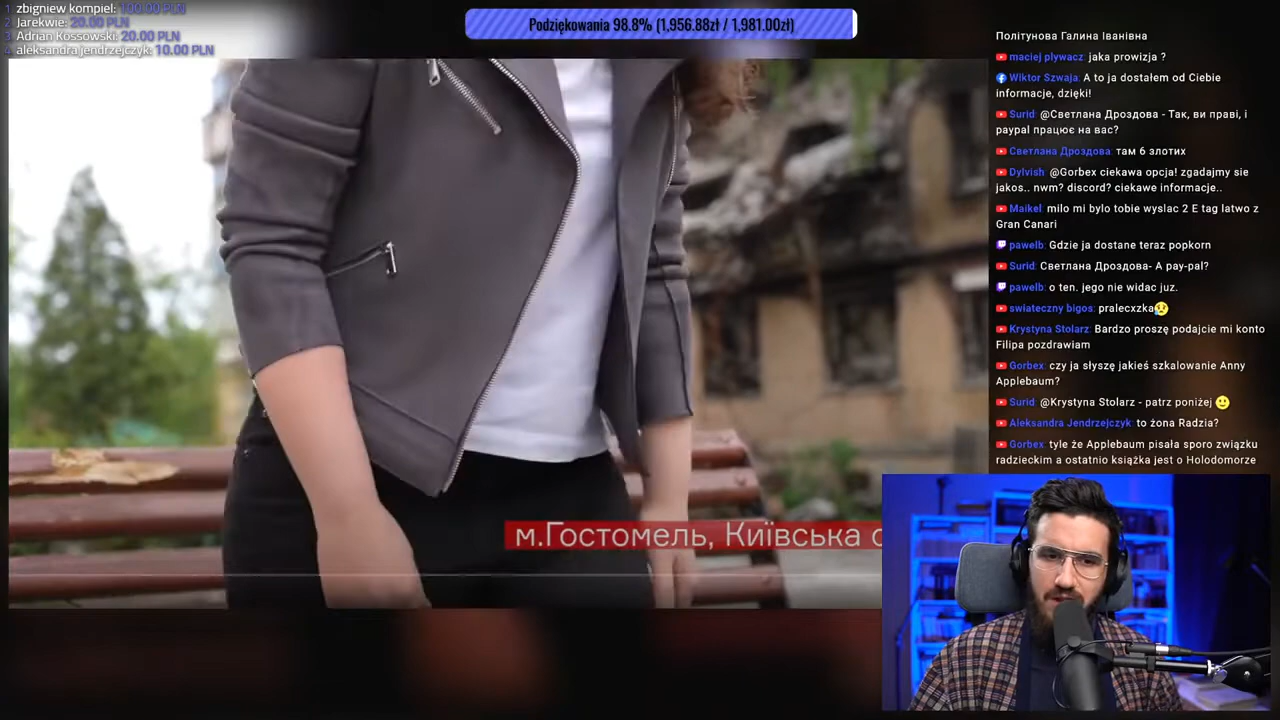 1 zbigniew kompiel: 100.00 PLN
2 Jarekwie: 20.00 PLN
3 Adrian Kossowski: 20.00 PLN
4 aleksandra jendrzejczyk: 10.00 PLN
Podziękowania 98.8% (1,956.88zł / 1,981.00zł)
Політунова Галина Іванівна
maciej plywacz: jaka prowizja ?
Wiktor Szwaja: A to ja dostałem od Ciebie
informacje, dzięki!
Surid: @Светлана Дроздова - Так, ви праві, і
paypal працює на вас?
Светлана Дроздова: там 6 злотих
Dylvish: @Gorbex ciekawa opcja! zgadajmy sie
jakos.. nwm? discord? ciekawe informacje..
Maikel: milo mi bylo tobie wyslac 2 E tag latwo z
Gran Canari
pawelb: Gdzie ja dostane teraz popkorn
Surid: Светлана Дроздова- A pay-pal?
pawelb: o ten. jego nie widac juz.
swiateczny bigos: pralecxzka
Krystyna Stolarz: Bardzo proszę podajcie mi konto
Filipa pozdrawiam
Gorbex: czy ja słyszę jakieś szkalowanie Anny
Applebaum?
Surid: @Krystyna Stolarz - patrz poniżej
Aleksandra Jendrzejczyk: to żona Radzia?
Gorbex: tyle że Applebaum pisała sporo związku
radzieckim a ostatnio książka jest o Holodomorze
м.Гостомель, Київська о